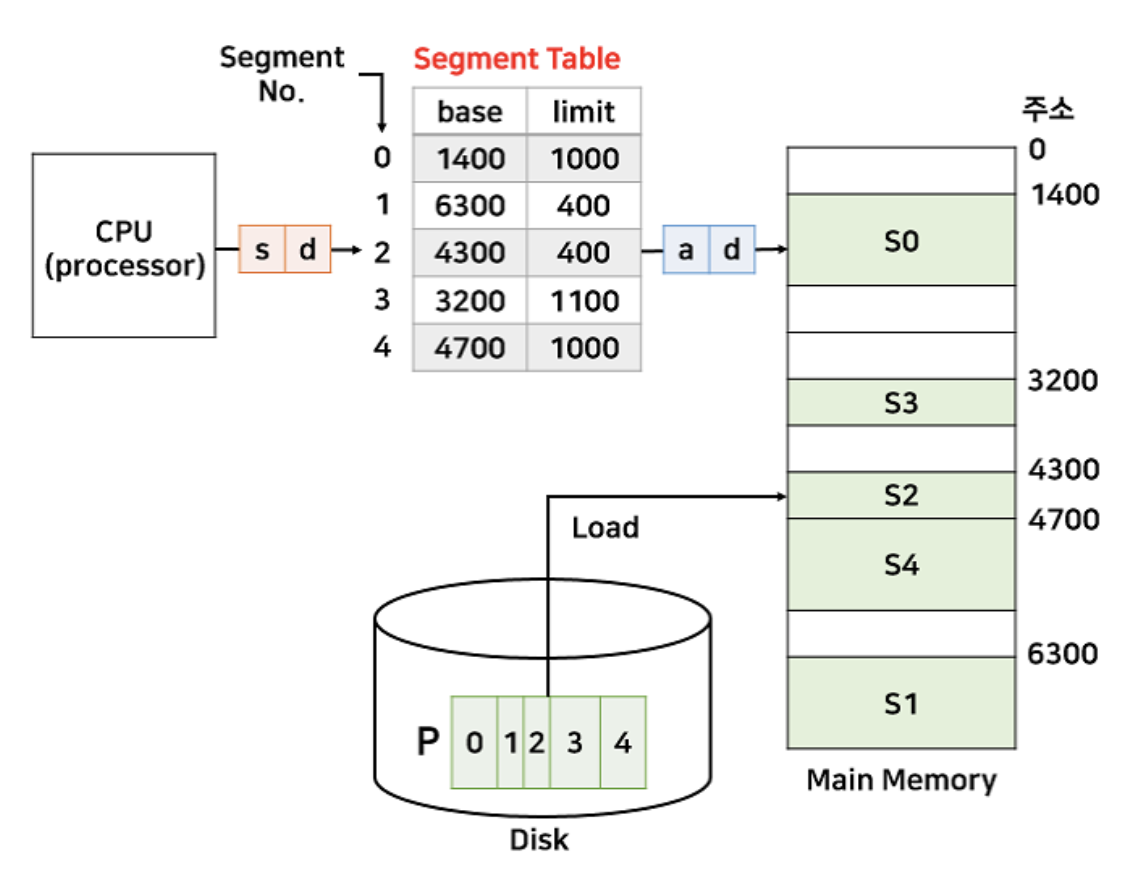 Segment
No.
Segment Table
base limit
0 1400 1000
1 6300 400
2 4300 400
3 3200 1100
4 4700 1000
CPU
(processor)
s d
a d
주소
0
1400
S0
3200
S3
4300
S2
4700
S4
6300
S1
Main Memory
Load
P 0 1 2 3 4
Disk